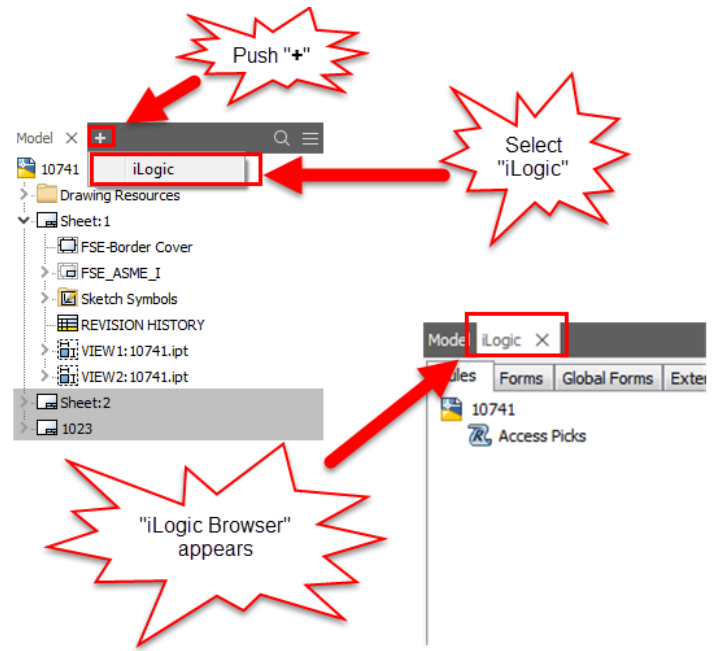 Push "+"
Select
"iLogic"
Model × +
10741
iLogic
Drawing Resources
Sheet:1
FSE-Border Cover
FSE_ASME_I
Sketch Symbols
REVISION HISTORY
VIEW1:10741.ipt
VIEW2:10741.ipt
Sheet:2
1023
Model iLogic ×
Forms Global Forms Exter
10741
Access Picks
"iLogic Browser"
appears